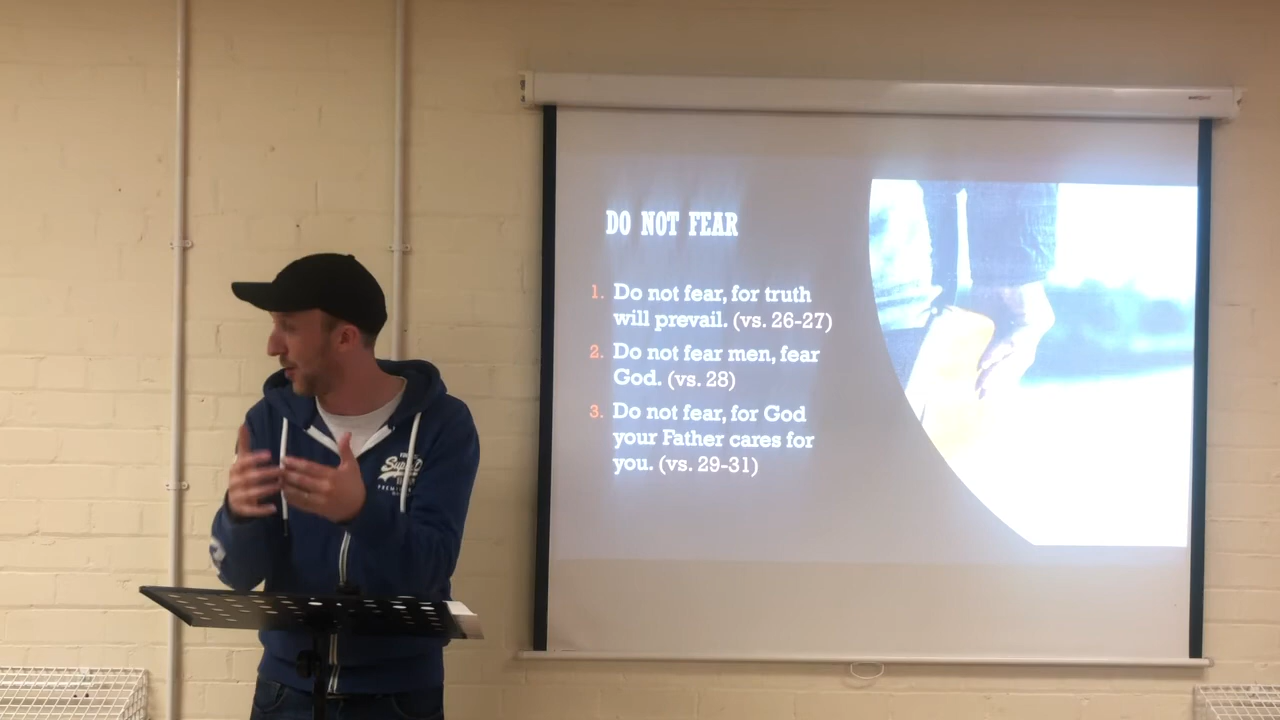 DO NOT FEAR
1. Do not fear, for truth
will prevail. (vs. 26-27)
2. Do not fear men, fear
God. (vs. 28)
3. Do not fear, for God
your Father cares for
you. (vs. 29-31)